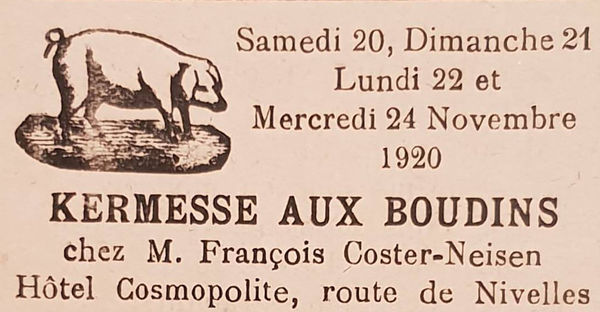 Samedi 20, Dimanche 21
Lundi 22 et
Mercredi 24 Novembre
1920
KERMESSE AUX BOUDINS
chez M. François Coster-Neisen
Hôtel Cosmopolite, route de Nivelles